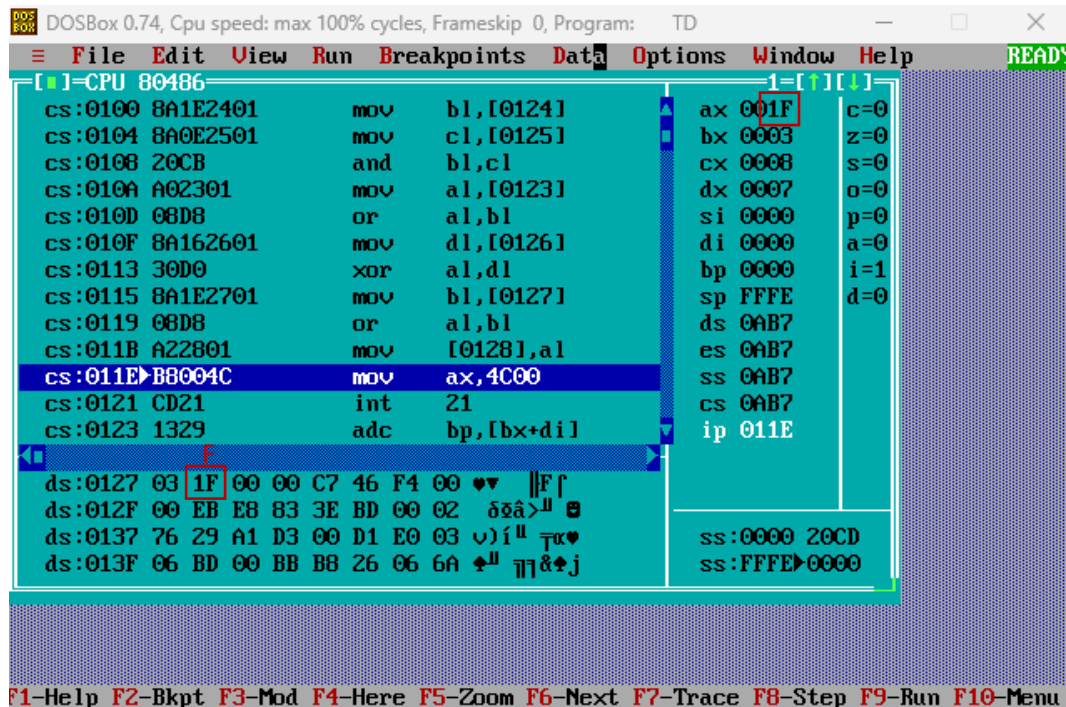 DOSBox 0.74, Cpu speed: max 100% cycles, Frameskip 0, Program: TD
≡ File Edit View Run Breakpoints Data Options Window Help READY
=[■]=CPU 80486 1=[↑][↓]=
cs:0100 8A1E2401 mov bl,[0124] ax 001F c=0
cs:0104 8A0E2501 mov cl,[0125] bx 0003 z=0
cs:0108 20CB and bl,cl cx 0008 s=0
cs:010A A02301 mov al,[0123] dx 0007 o=0
cs:010D 08D8 or al,bl si 0000 p=0
cs:010F 8A162601 mov dl,[0126] di 0000 a=0
cs:0113 30D0 xor al,dl bp 0000 i=1
cs:0115 8A1E2701 mov bl,[0127] sp FFFE d=0
cs:0119 08D8 or al,bl ds 0AB7
cs:011B A22801 mov [0128],al es 0AB7
cs:011E►B8004C mov ax,4C00 ss 0AB7
cs:0121 CD21 int 21 cs 0AB7
cs:0123 1329 adc bp,[bx+di] ip 011E
F
ds:0127 03 1F 00 00 C7 46 F4 00 ♥▼ ╟F⌠
ds:012F 00 EB E8 83 3E BD 00 02 δΦâ>╜ ☻
ds:0137 76 29 A1 D3 00 D1 E0 03 v)í╙ ╤α♥ ss:0000 20CD
ds:013F 06 BD 00 BB B8 26 06 6A ♠╜ ╗╕&♠j ss:FFFE►0000
F1-Help F2-Bkpt F3-Mod F4-Here F5-Zoom F6-Next F7-Trace F8-Step F9-Run F10-Menu